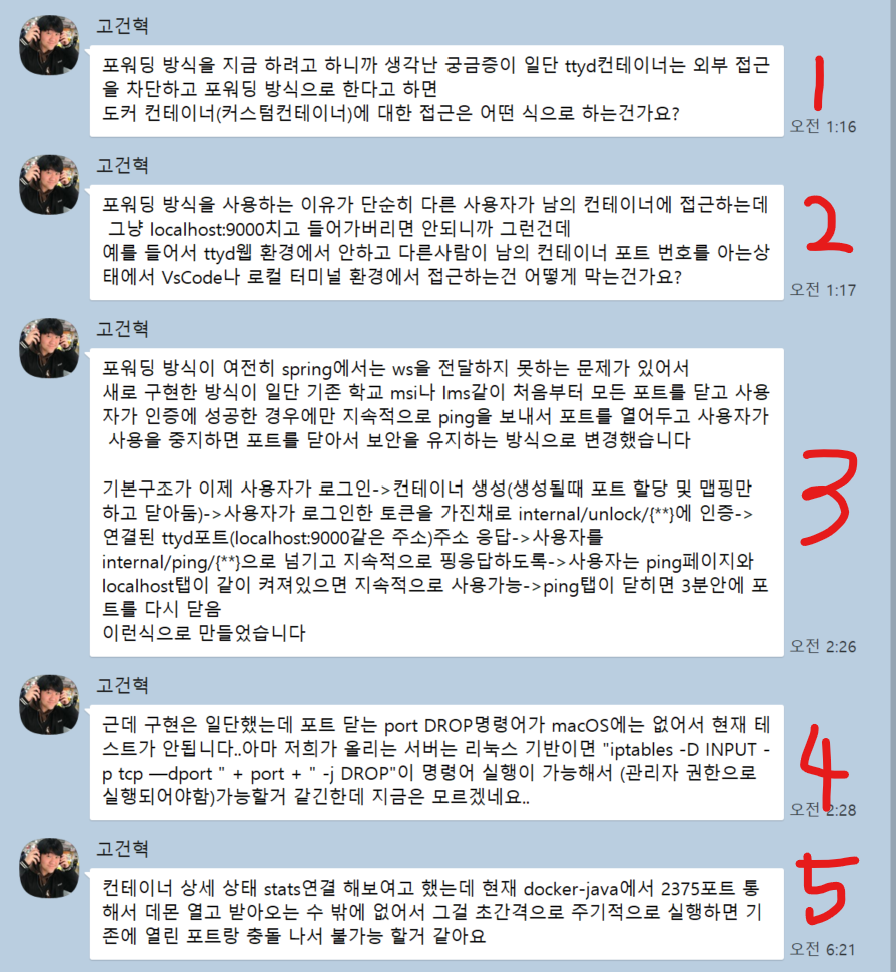 고건혁
포워딩 방식을 지금 하려고 하니까 생각난 궁금증이 일단 ttyd컨테이너는 외부 접근
을 차단하고 포워딩 방식으로 한다고 하면
도커 컨테이너(커스텀컨테이너)에 대한 접근은 어떤 식으로 하는건가요?
오전 1:16
1
고건혁
포워딩 방식을 사용하는 이유가 단순히 다른 사용자가 남의 컨테이너에 접근하는데
그냥 localhost:9000치고 들어가버리면 안되니까 그런건데
예를 들어서 ttyd웹 환경에서 안하고 다른사람이 남의 컨테이너 포트 번호를 아는상
태에서 VsCode나 로컬 터미널 환경에서 접근하는건 어떻게 막는건가요?
오전 1:17
2
고건혁
포워딩 방식이 여전히 spring에서는 ws을 전달하지 못하는 문제가 있어서
새로 구현한 방식이 일단 기존 학교 msi나 lms같이 처음부터 모든 포트를 닫고 사용
자가 인증에 성공한 경우에만 지속적으로 ping을 보내서 포트를 열어두고 사용자가
사용을 중지하면 포트를 닫아서 보안을 유지하는 방식으로 변경했습니다
기본구조가 이제 사용자가 로그인->컨테이너 생성(생성될때 포트 할당 및 맵핑만
하고 닫아둠)->사용자가 로그인한 토큰을 가진채로 internal/unlock/{**}에 인증->
연결된 ttyd포트(localhost:9000같은 주소)주소 응답->사용자를
internal/ping/{**}으로 넘기고 지속적으로 핑응답하도록->사용자는 ping페이지와
localhost탭이 같이 켜져있으면 지속적으로 사용가능->ping탭이 닫히면 3분안에 포
트를 다시 닫음
이런식으로 만들었습니다
오전 2:26
3
고건혁
근데 구현은 일단했는데 포트 닫는 port DROP명령어가 macOS에는 없어서 현재 테
스트가 안됩니다..아마 저희가 올리는 서버는 리눅스 기반이면 "iptables -D INPUT -
p tcp —dport " + port + " -j DROP"이 명령어 실행이 가능해서 (관리자 권한으로
실행되어야함)가능할거 같긴한데 지금은 모르겠네요..
오전 2:28
4
고건혁
컨테이너 상세 상태 stats연결 해보여고 했는데 현재 docker-java에서 2375포트 통
해서 데몬 열고 받아오는 수 밖에 없어서 그걸 초간격으로 주기적으로 실행하면 기
존에 열린 포트랑 충돌 나서 불가능 할거 같아요
오전 6:21
5